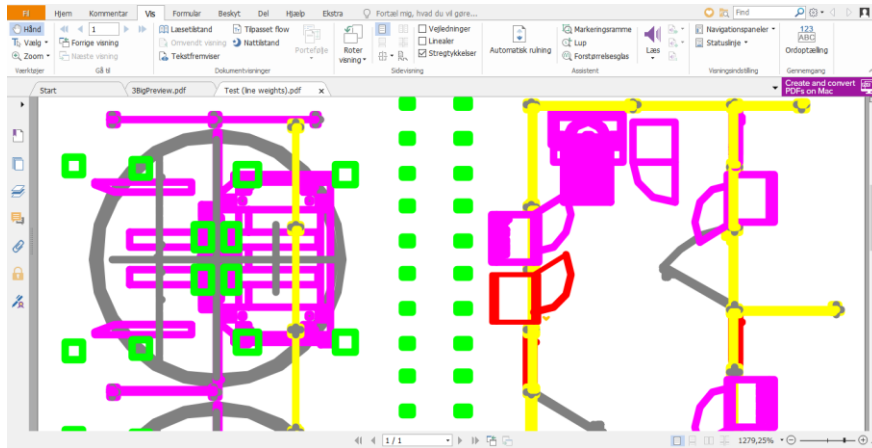 Fil Hjem Kommentar Vis Formular Beskyt Del Hjælp Ekstra Fortæl mig, hvad du vil gøre... Find
Hånd 1 Læsetilstand Tilpasset flow Vejledninger Markeringsramme Navigationspaneler 123
Vælg Forrige visning Omvendt visning Nattilstand Portefølje Roter visning Linealer Automatisk rulning Lup Læs Statuslinje ABC
Zoom Næste visning Tekstfremviser Stregtykkelser Forstørrelsesglas Ordoptælling
Værktøjer Gå til Dokumentvisninger Sidevisning Assistent Visningsindstilling Gennemgang
Start 3BigPreview.pdf Test (line weights).pdf x Create and convert
PDFs on Mac
1 / 1 1279,25%